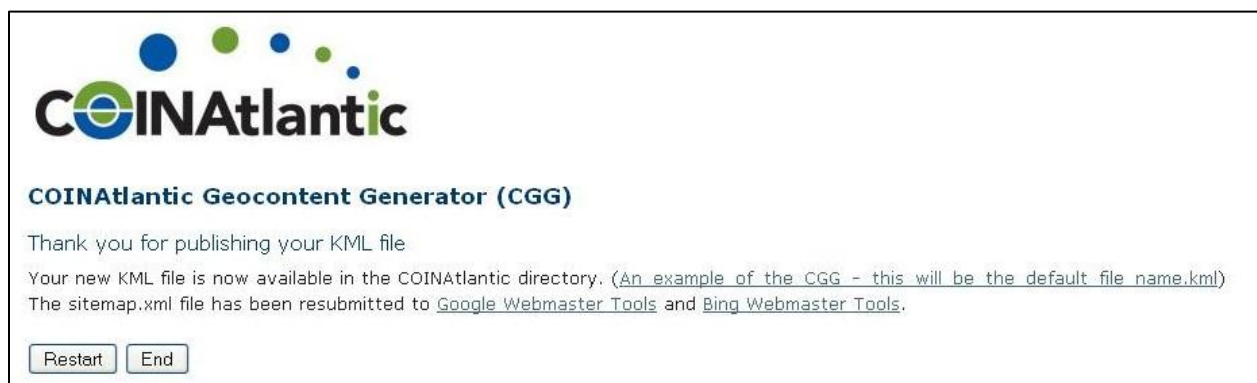 COINAtlantic
COINAtlantic Geocontent Generator (CGG)
Thank you for publishing your KML file
Your new KML file is now available in the COINAtlantic directory. (An example of the CGG - this will be the default file name.kml)
The sitemap.xml file has been resubmitted to Google Webmaster Tools and Bing Webmaster Tools.
Restart End